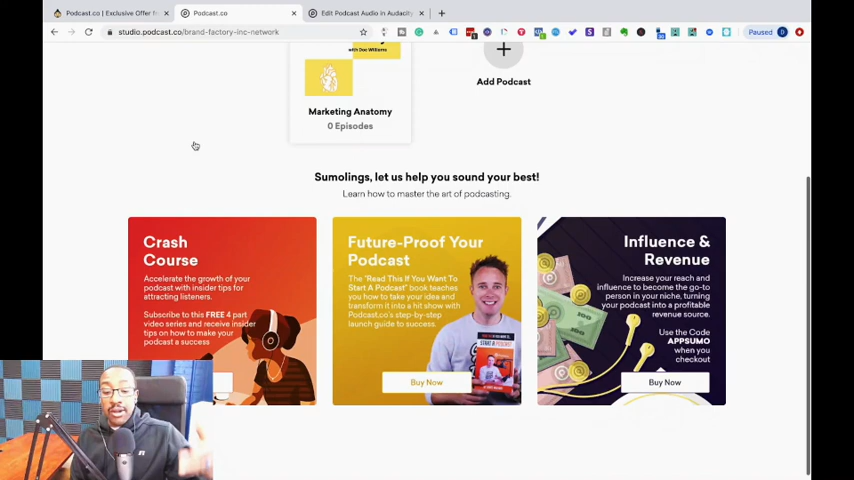 Podcast.co | Exclusive Offer fr
Podcast.co
Edit Podcast Audio In Audacity
studio.podcast.co/brand-factory-inc-network
Paused
with Doc Williams
Marketing Anatomy
0 Episodes
Add Podcast
Sumolings, let us help you sound your best!
Learn how to master the art of podcasting.
Crash
Course
Accelerate the growth of your
podcast with insider tips for
attracting listeners.
Subscribe to this FREE 4 part
video series and receive insider
tips on how to make your
podcast a success
Future-Proof Your
Podcast
The "Read This If You Want To
Start A Podcast" book teaches
you how to take your idea and
transform it into a hit show with
Podcast.co's step-by-step
launch guide to success.
START A PODCAST
Buy Now
Influence &
Revenue
Increase your reach and
influence to become the go-to
person in your niche, turning
your podcast into a profitable
revenue source.
Use the Code
APPSUMO
when you
checkout
Buy Now